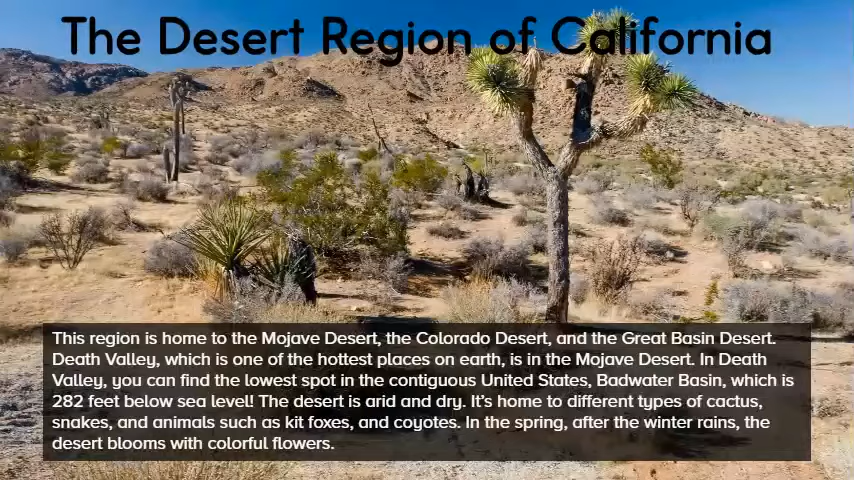 The Desert Region of California
This region is home to the Mojave Desert, the Colorado Desert, and the Great Basin Desert.
Death Valley, which is one of the hottest places on earth, is in the Mojave Desert. In Death
Valley, you can find the lowest spot in the contiguous United States, Badwater Basin, which is
282 feet below sea level! The desert is arid and dry. It's home to different types of cactus,
snakes, and animals such as kit foxes, and coyotes. In the spring, after the winter rains, the
desert blooms with colorful flowers.